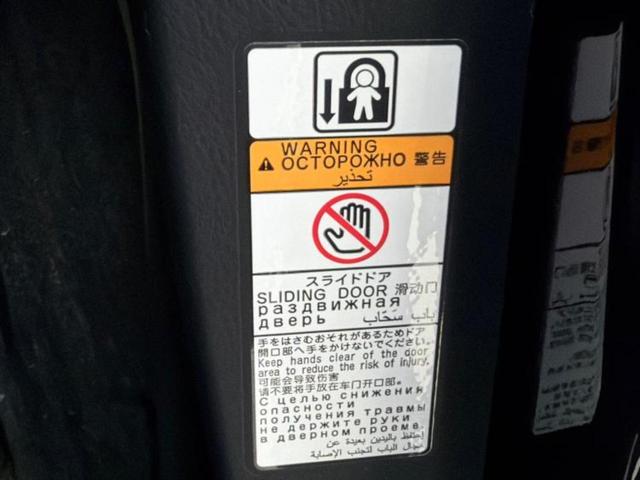 WARNING
ОСТОРОЖНО 警告
تحذير
スライドドア
SLIDING DOOR 滑动门
раздвижная
дверь باب سَحّاب
手をはさむおそれがあるためドア
開口部へ手をかけないでください。
Keep hands clear of the door
area to reduce the risk of injury.
可能会导致伤害
请不要将手放在车门开口部。
С целью снижения
опасности
получения травмы
не держите руки
в дверном проеме.
إحتفظ باليدين بعيدة عن
مجال الباب لتجنب الإصابة